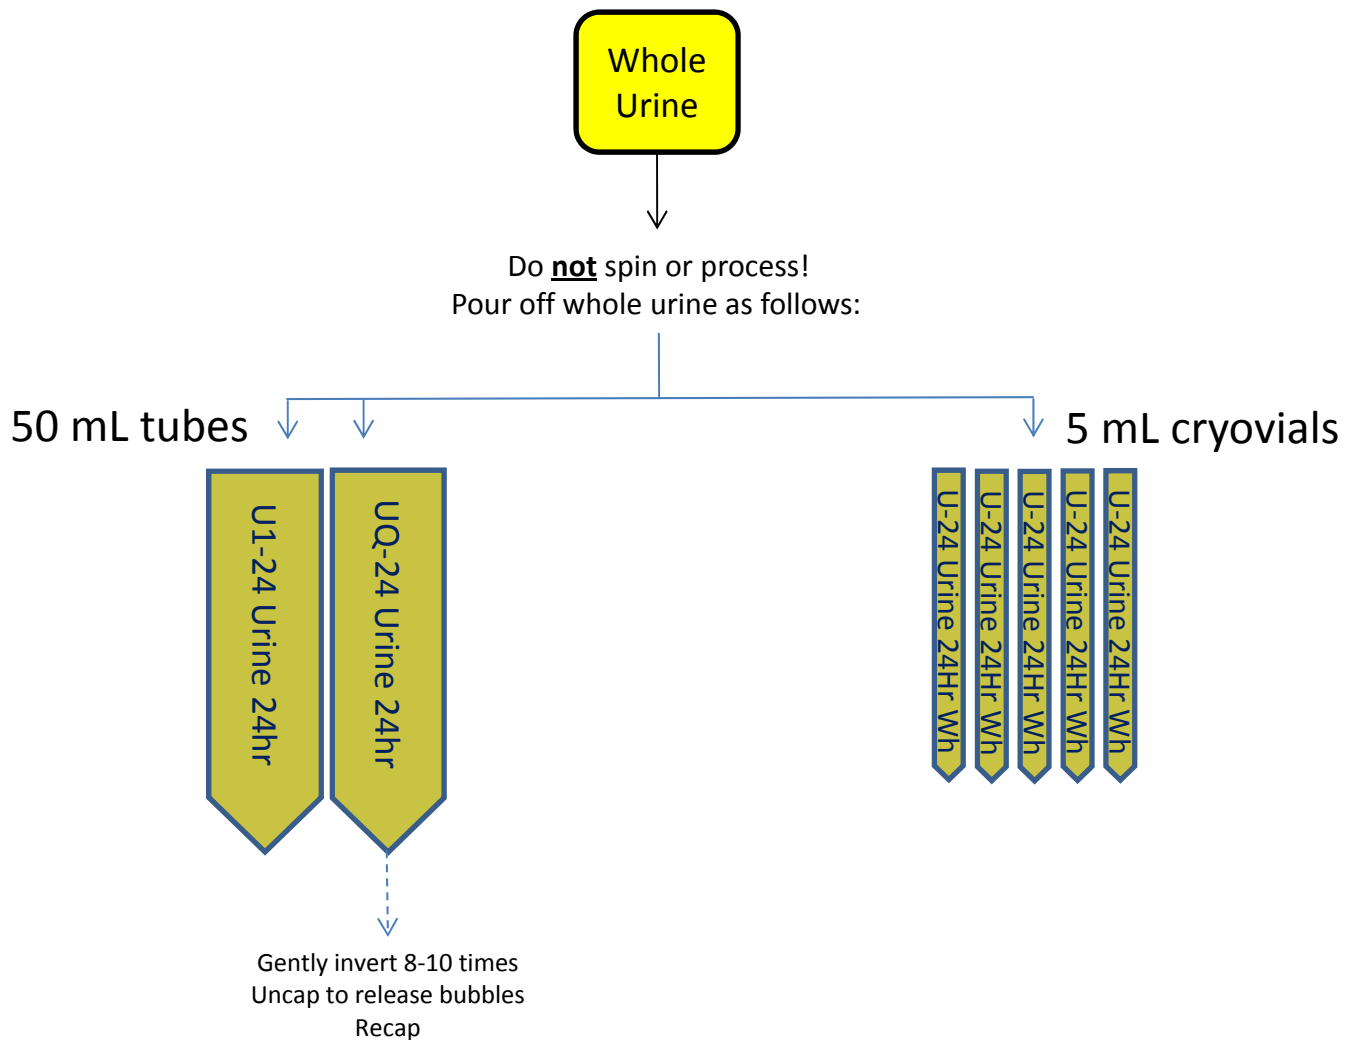 Whole
Urine
Do not spin or process!
Pour off whole urine as follows:
50 mL tubes
5 mL cryovials
U1-24 Urine 24hr
UQ-24 Urine 24hr
U-24 Urine 24Hr Wh
U-24 Urine 24Hr Wh
U-24 Urine 24Hr Wh
U-24 Urine 24Hr Wh
U-24 Urine 24Hr Wh
Gently invert 8-10 times
Uncap to release bubbles
Recap